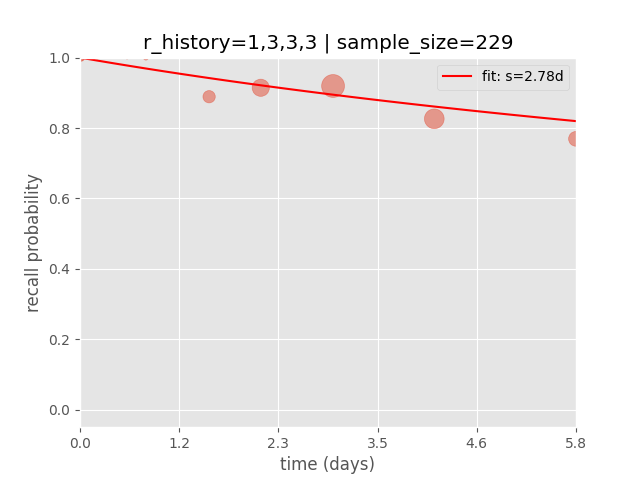 r_history=1,3,3,3 | sample_size=229
fit: s=2.78d
1.0
0.8
0.6
0.4
0.2
0.0
recall probability
0.0 1.2 2.3 3.5 4.6 5.8
time (days)